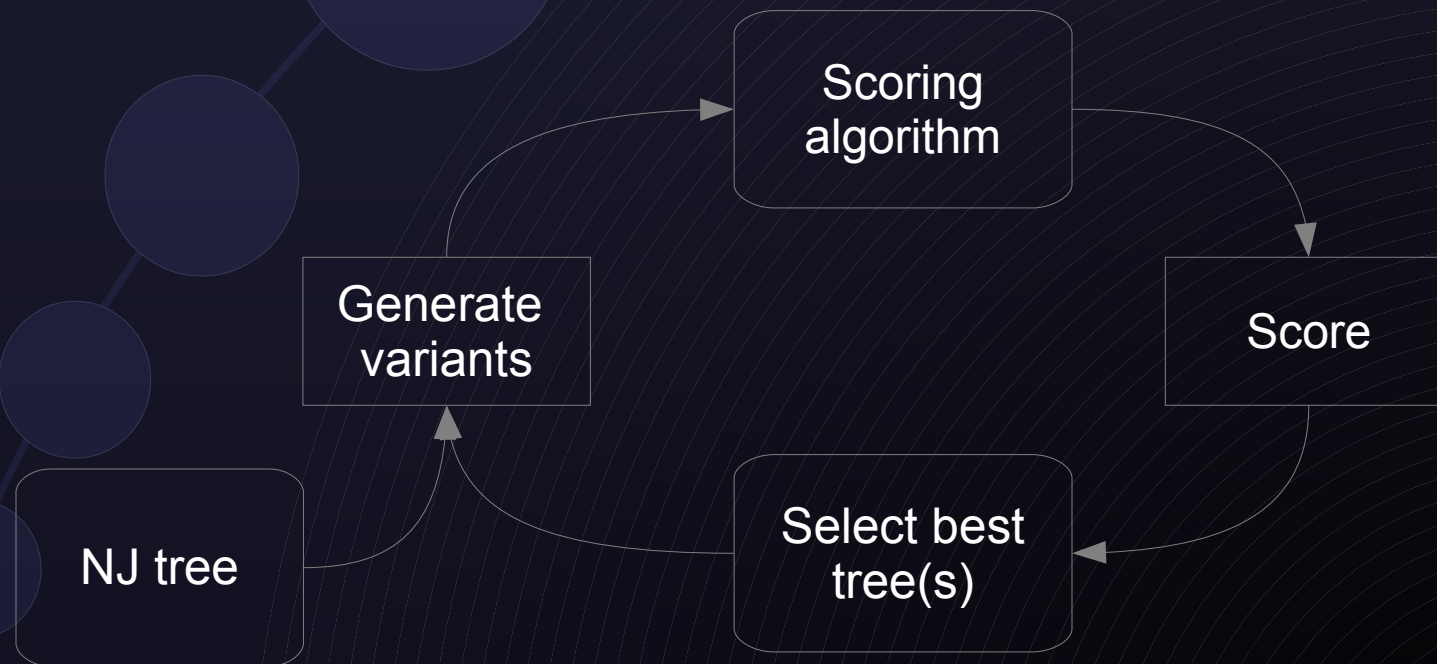 Scoring
algorithm
Generate
variants
Score
Select best
tree(s)
NJ tree